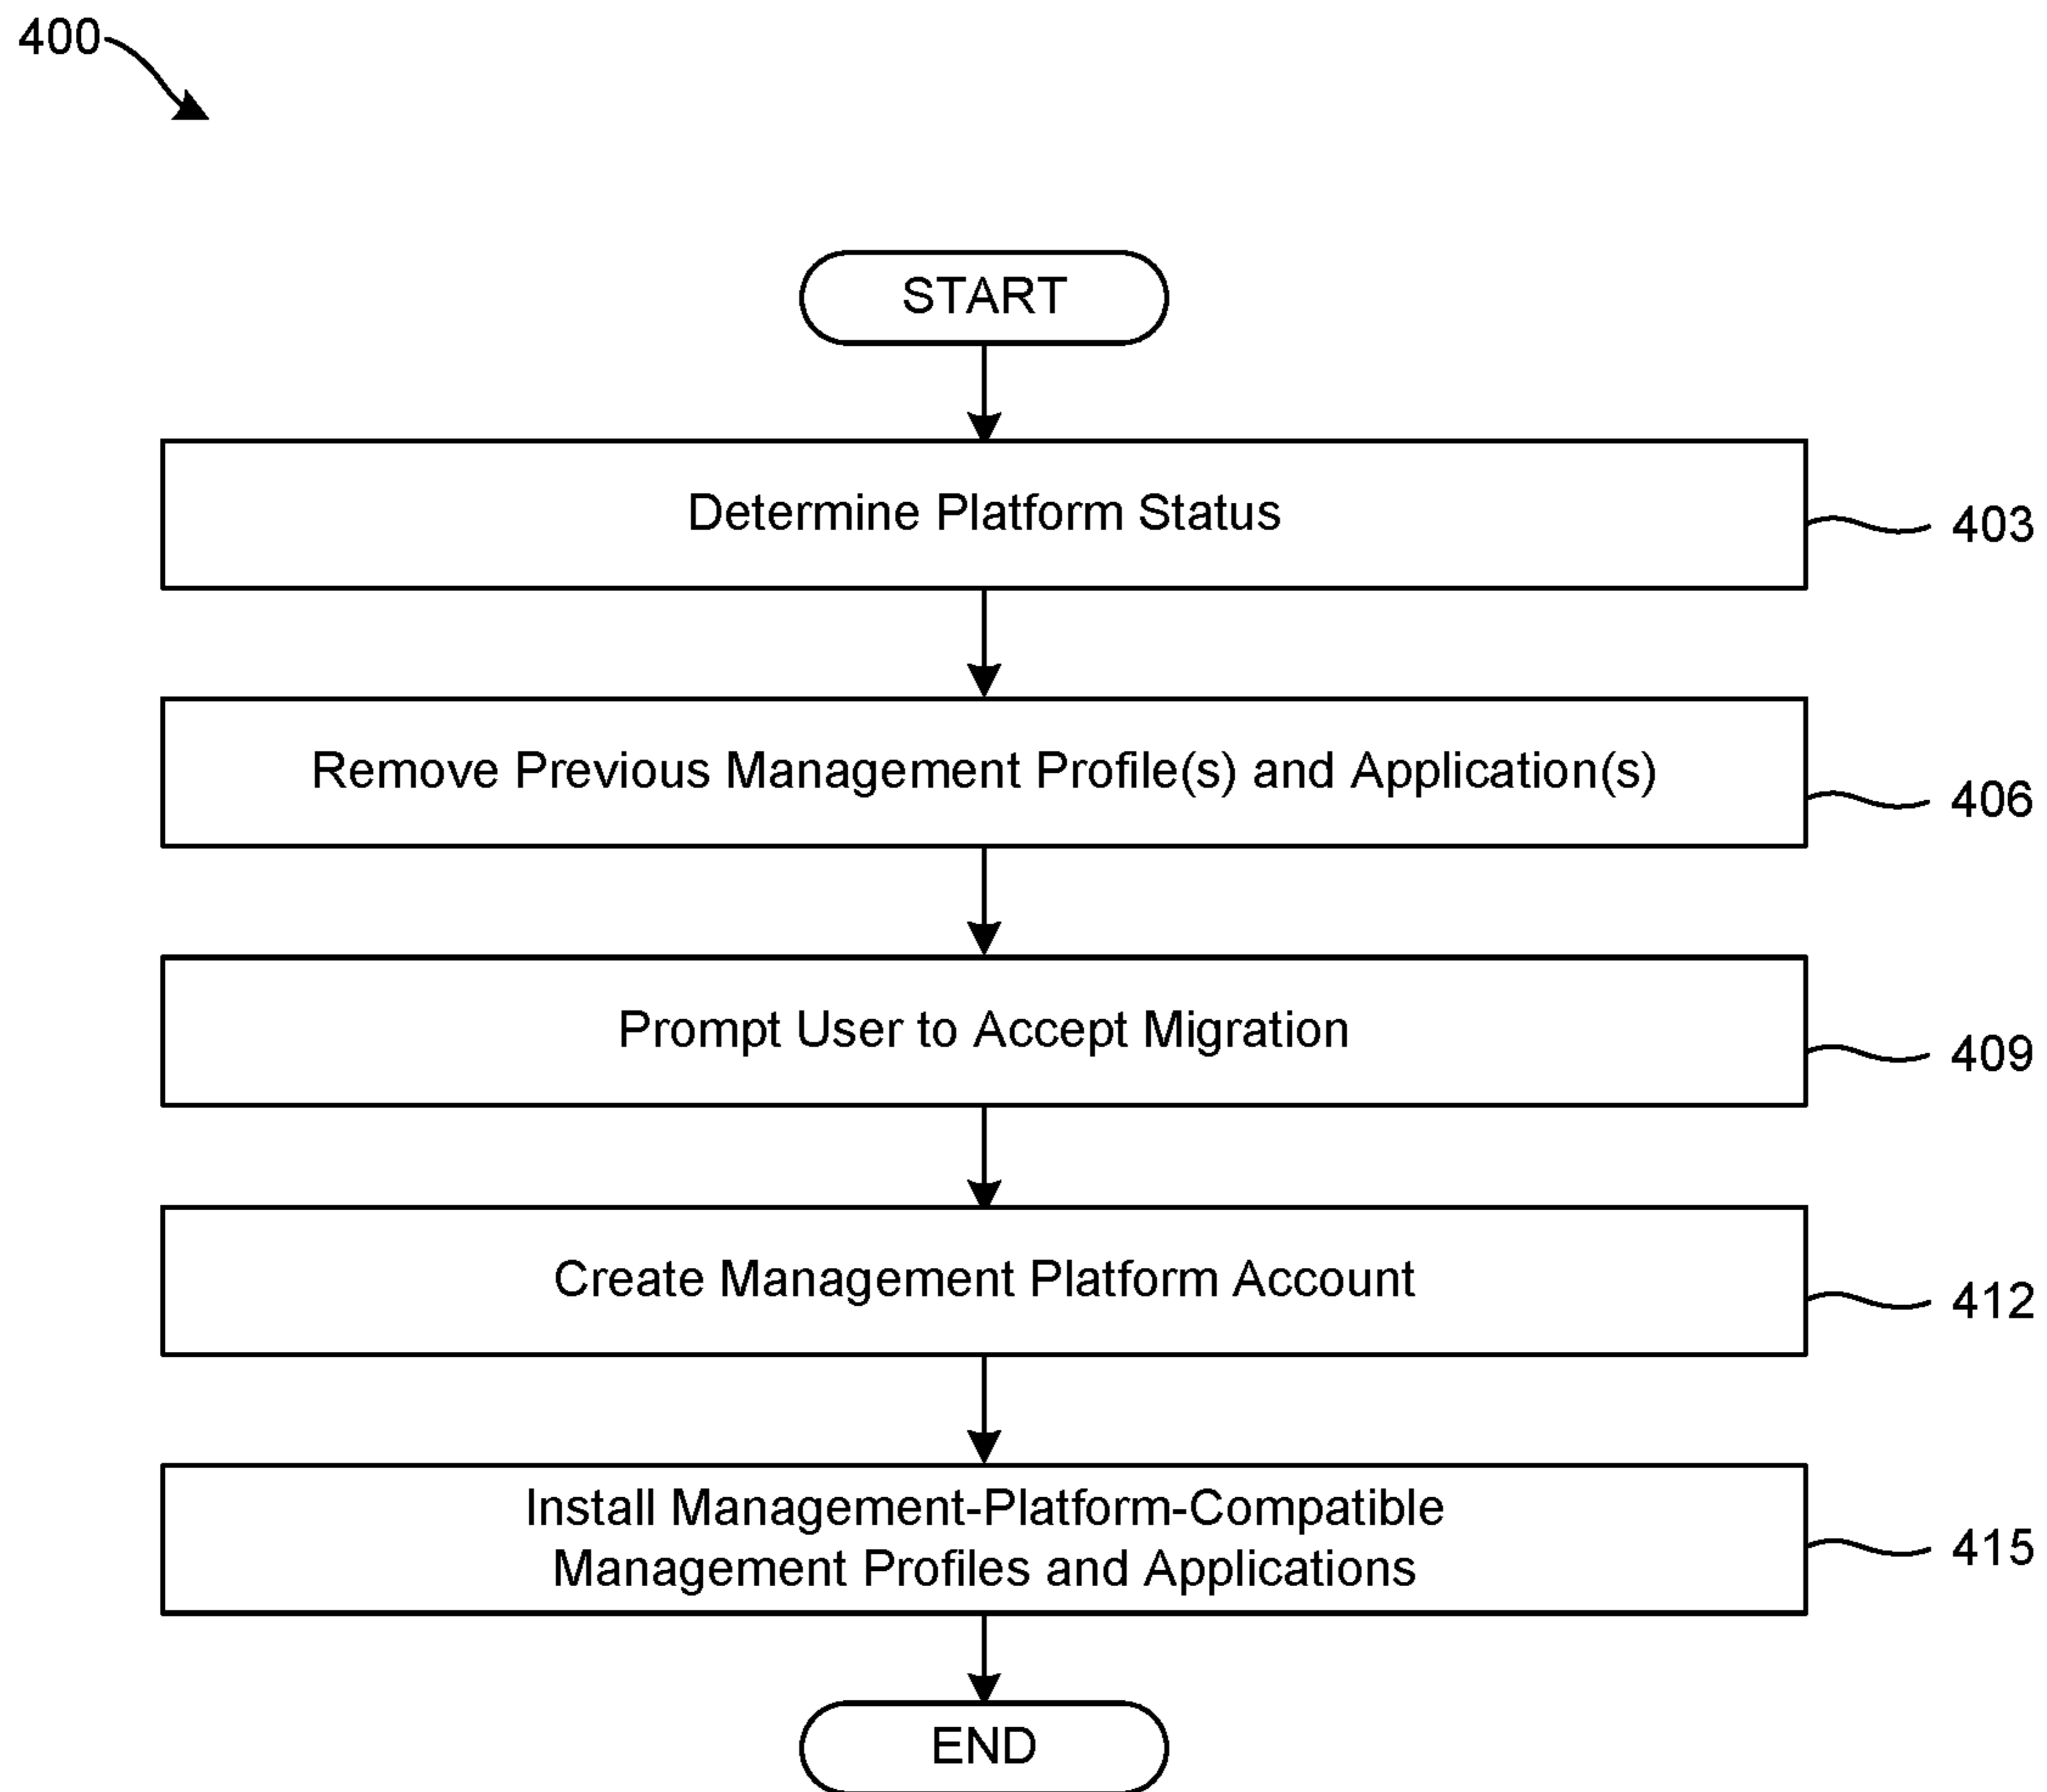 400
START
Determine Platform Status
403
Remove Previous Management Profile(s) and Application(s)
406
Prompt User to Accept Migration
409
Create Management Platform Account
412
Install Management-Platform-Compatible
Management Profiles and Applications
415
END